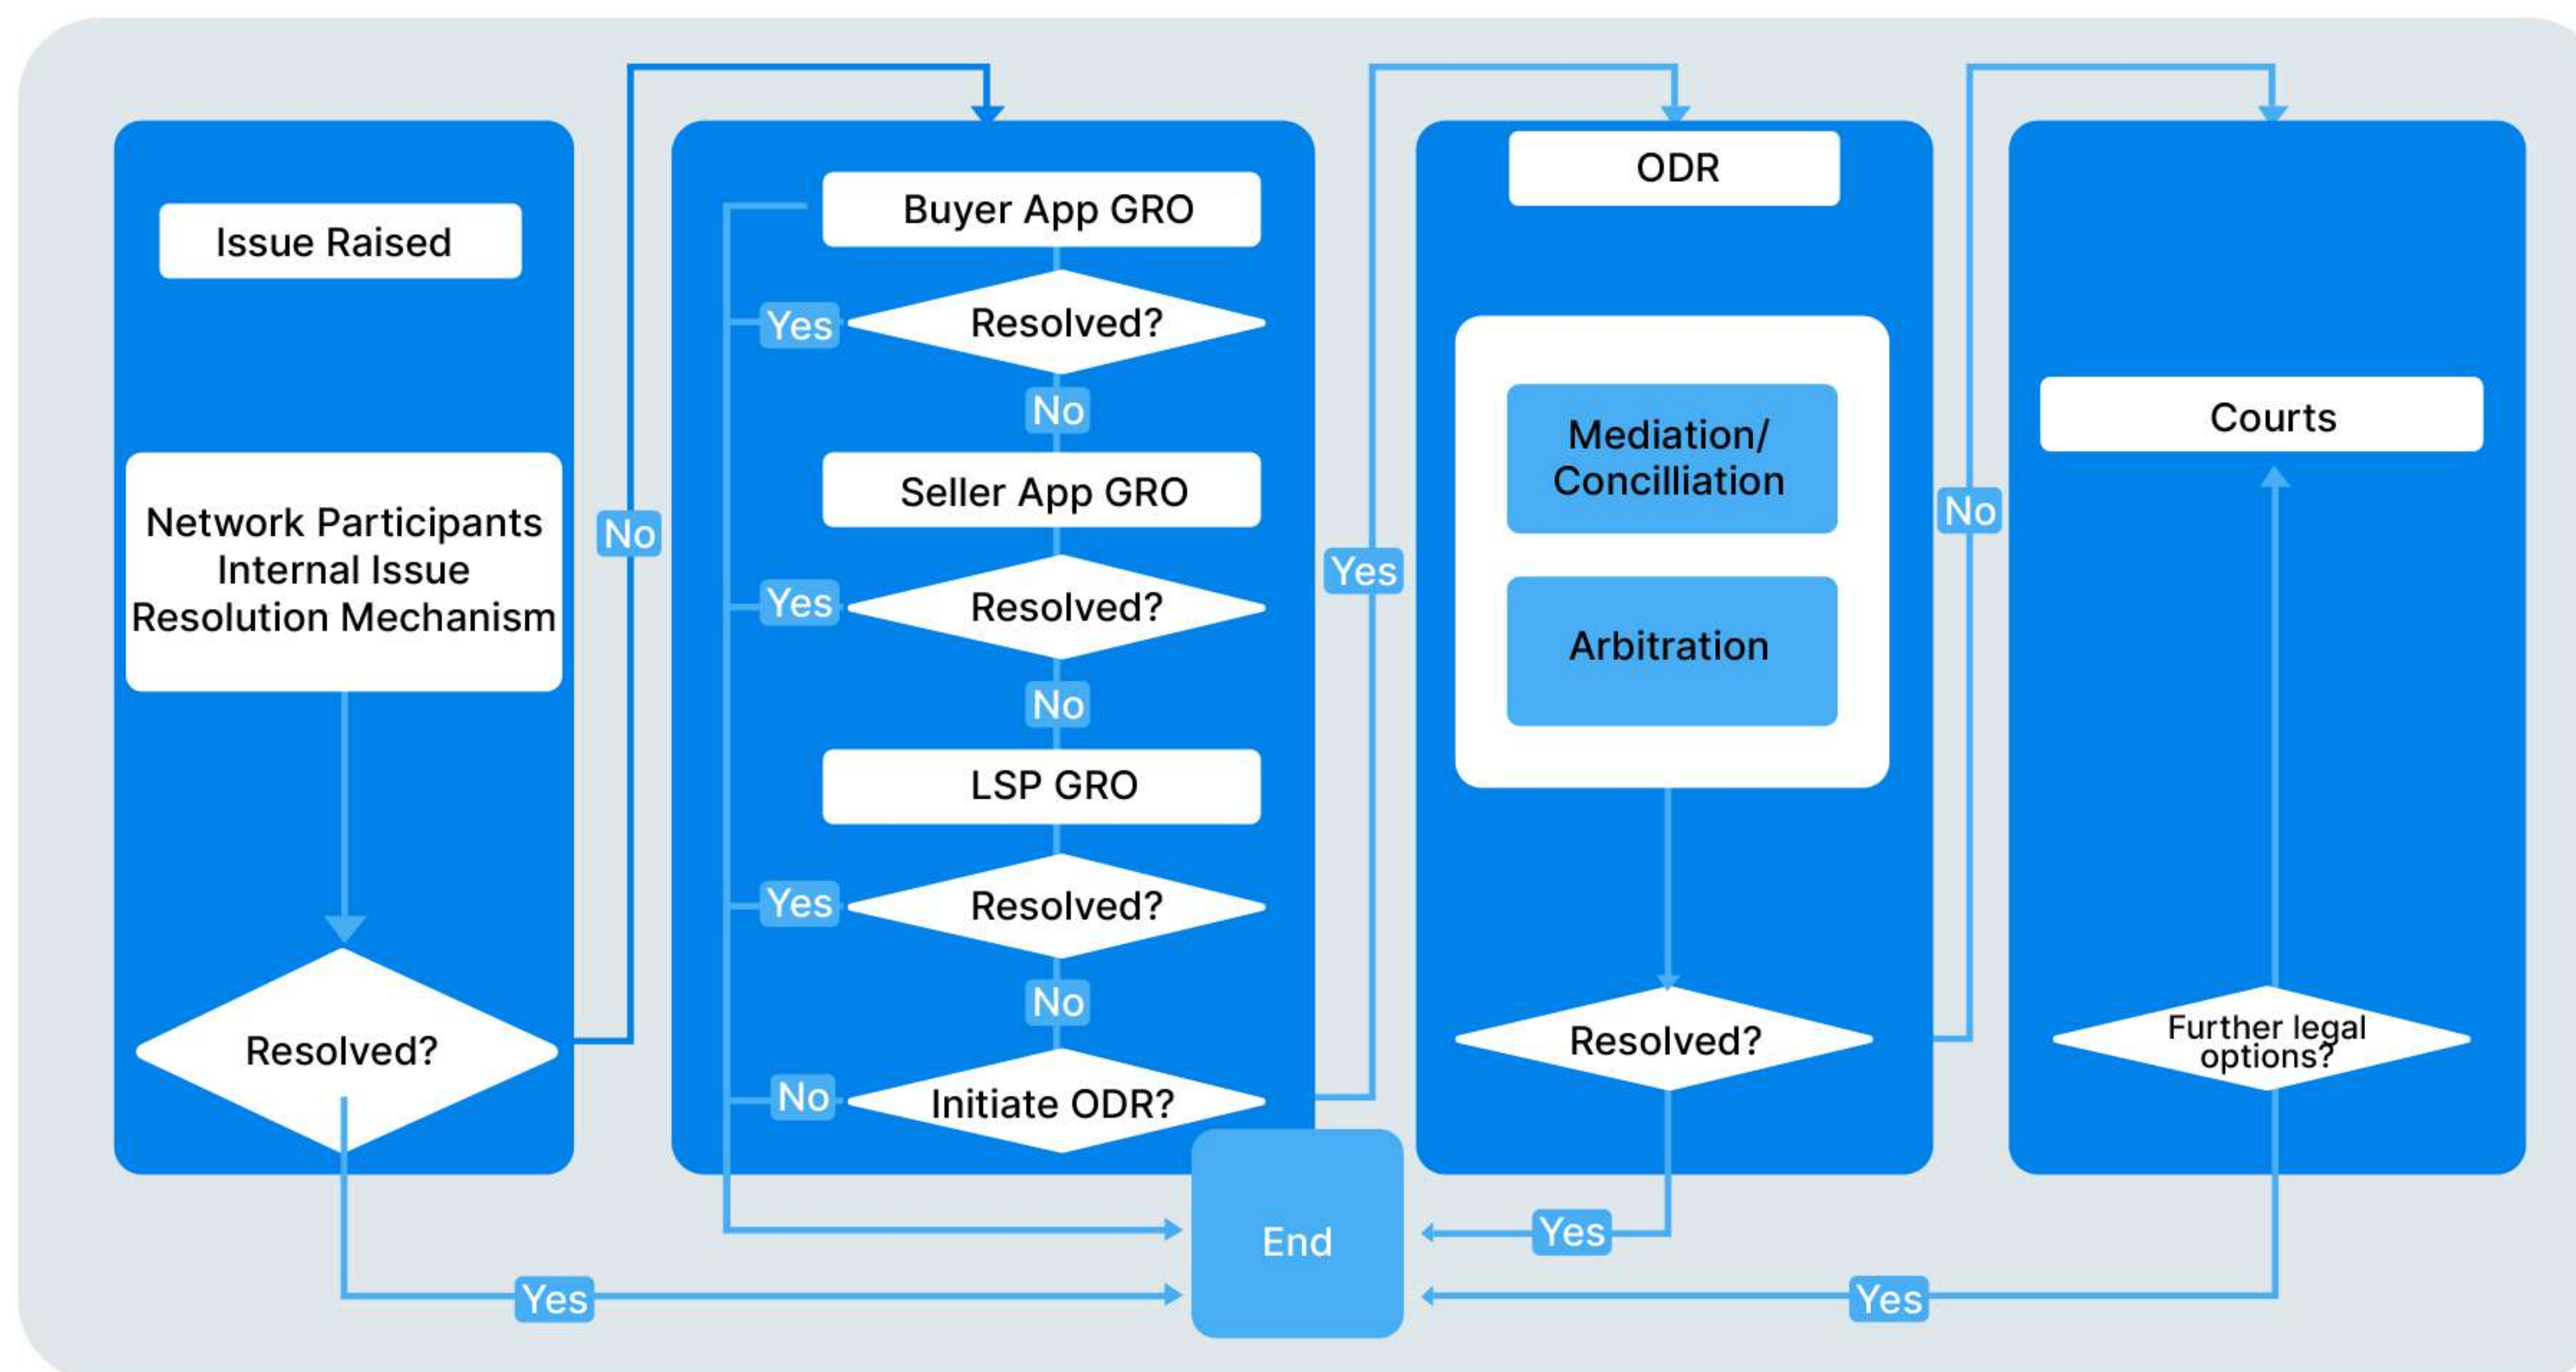 Issue Raised
Network Participants
Internal Issue
Resolution Mechanism
Resolved?
Yes
No
Buyer App GRO
Resolved?
Yes
No
Seller App GRO
Resolved?
Yes
No
LSP GRO
Resolved?
Yes
No
Initiate ODR?
No
Yes
ODR
Mediation/
Concilliation
Arbitration
Resolved?
Yes
No
Courts
Further legal
options?
Yes
End